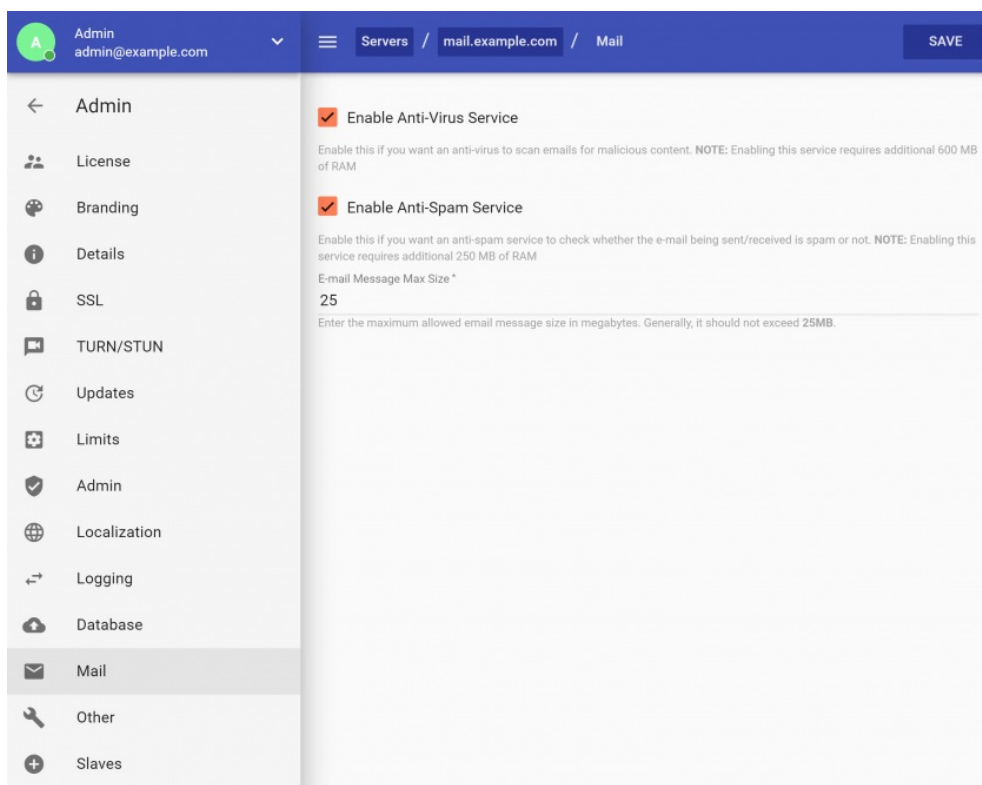 A
Admin
admin@example.com
Servers / mail.example.com / Mail
SAVE
Admin
License
Branding
Details
SSL
TURN/STUN
Updates
Limits
Admin
Localization
Logging
Database
Mail
Other
Slaves
Enable Anti-Virus Service
Enable this if you want an anti-virus to scan emails for malicious content. NOTE: Enabling this service requires additional 600 MB
of RAM
Enable Anti-Spam Service
Enable this if you want an anti-spam service to check whether the e-mail being sent/received is spam or not. NOTE: Enabling this
service requires additional 250 MB of RAM
E-mail Message Max Size *
25
Enter the maximum allowed email message size in megabytes. Generally, it should not exceed 25MB.